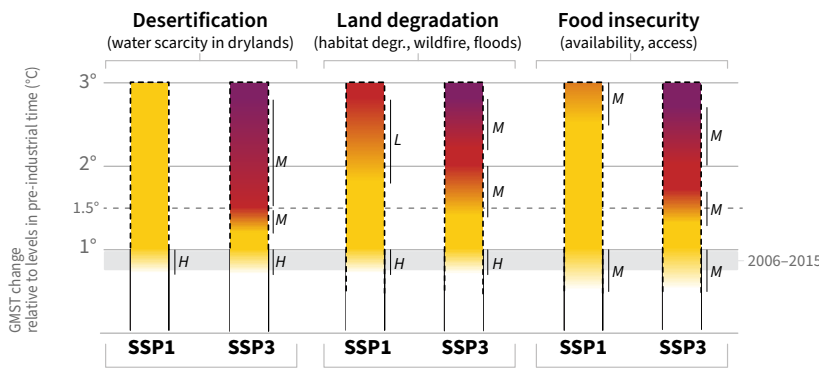 Desertification
(water scarcity in drylands)
Land degradation
(habitat degr., wildfire, floods)
Food insecurity
(availability, access)
GMST change
relative to levels in pre-industrial time (°C)
3°
2°
1.5°
1°
M
M
H
H
L
H
M
M
H
M
M
M
M
M
2006–2015
SSP1
SSP3
SSP1
SSP3
SSP1
SSP3